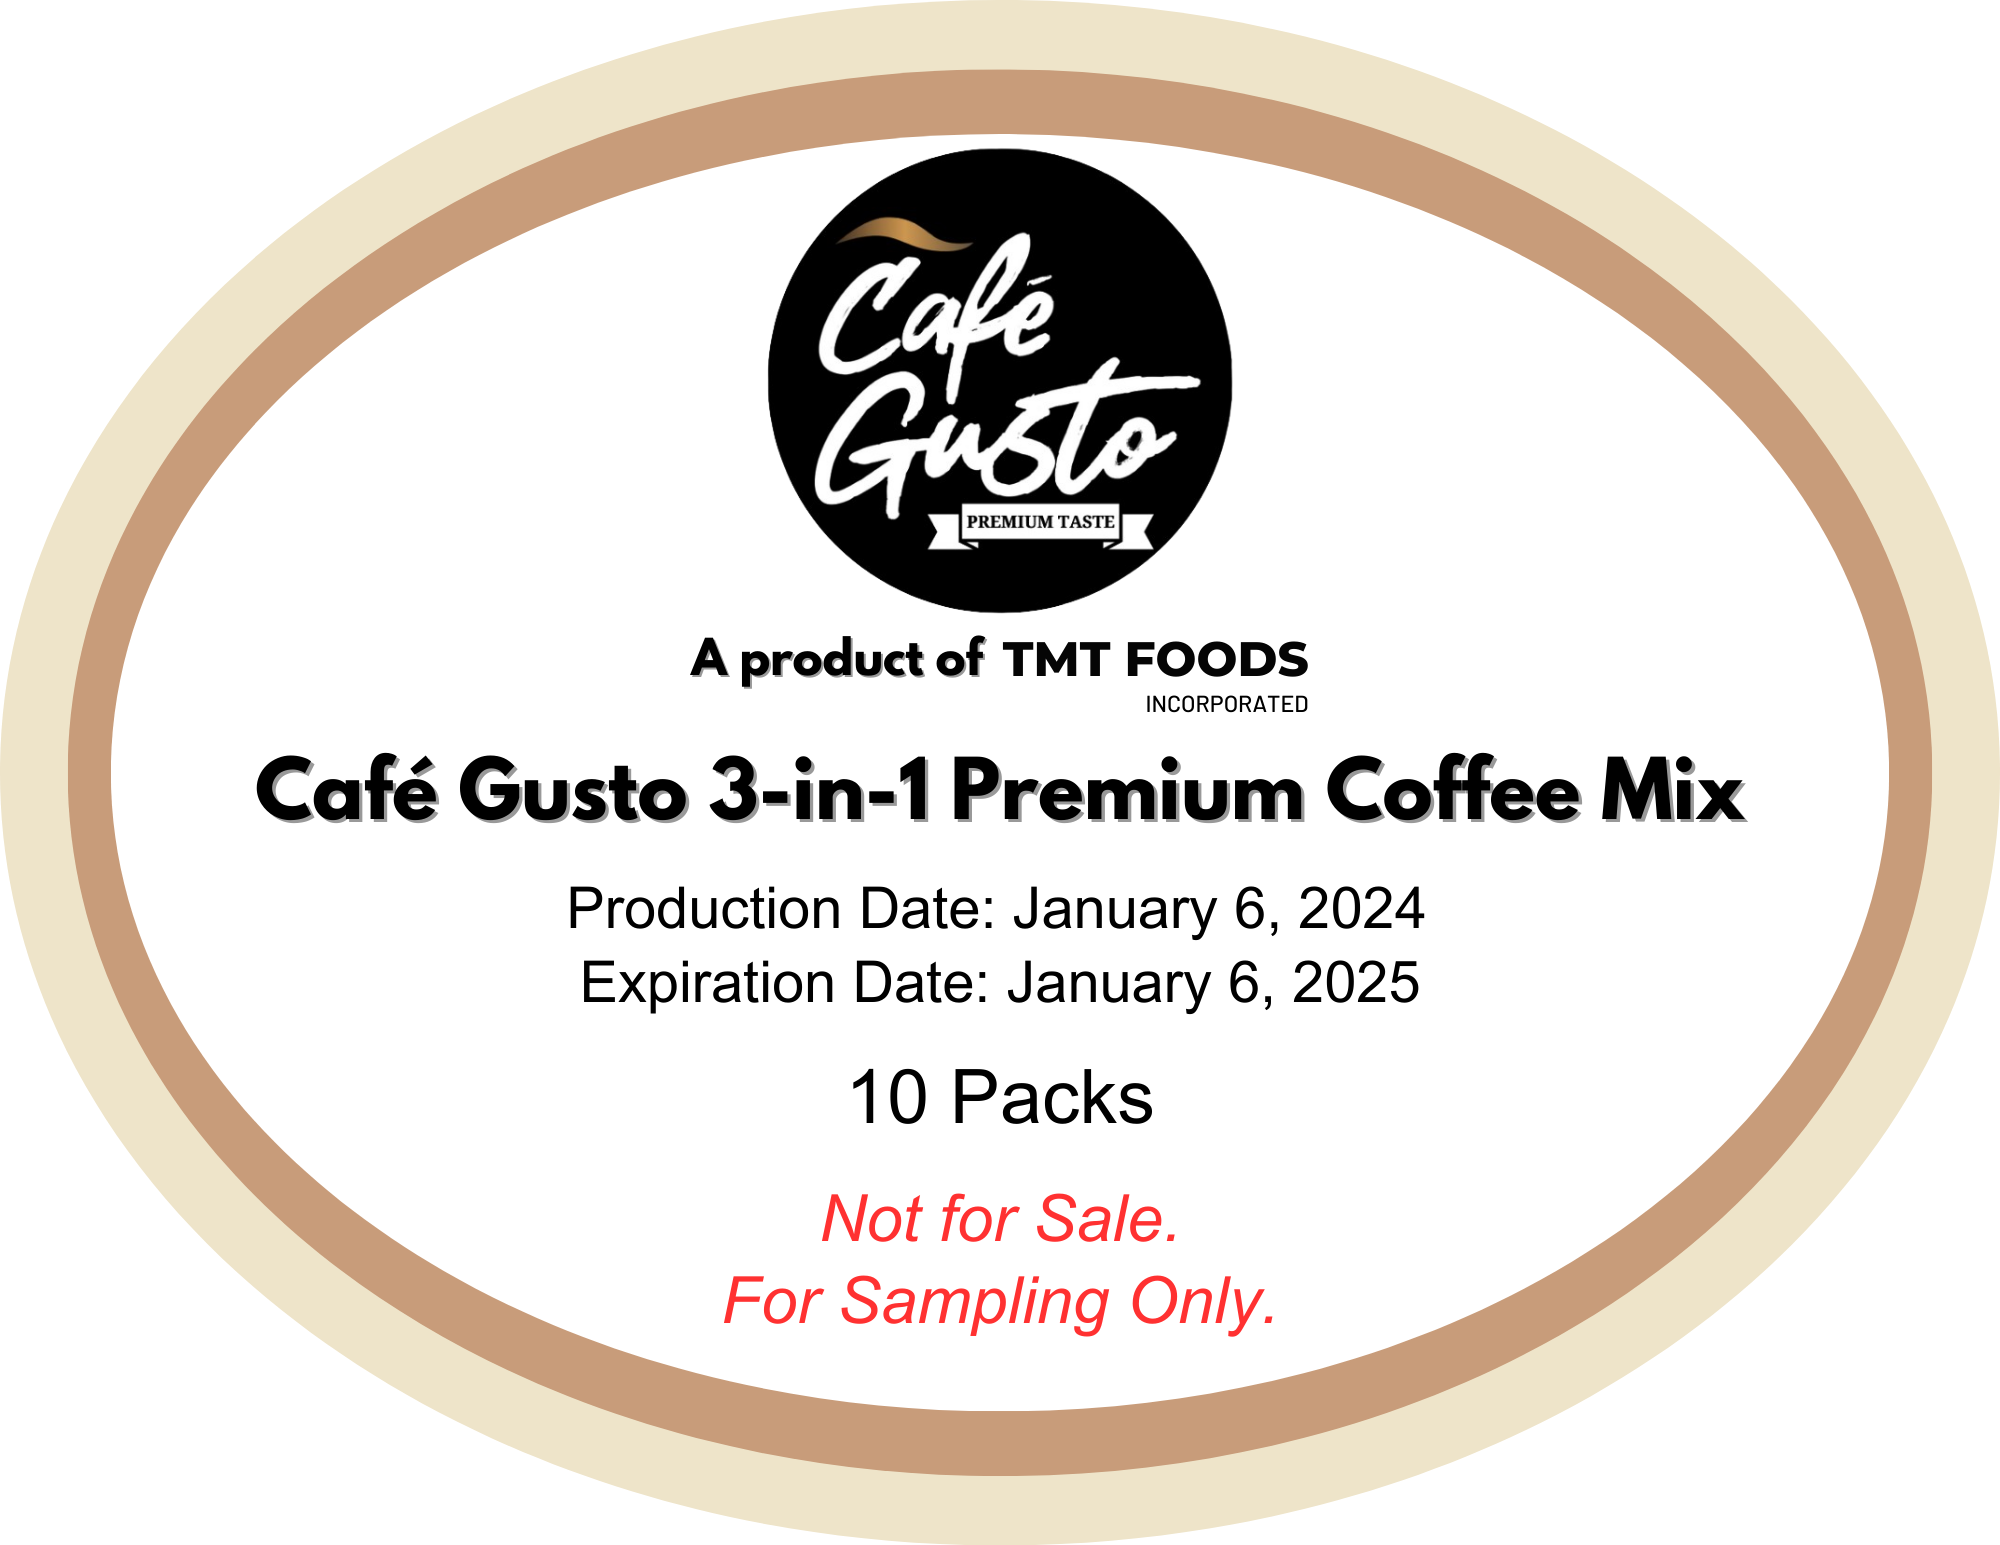 Café
Gusto
PREMIUM TASTE
A product of TMT FOODS
INCORPORATED
Café Gusto 3-in-1 Premium Coffee Mix
Production Date: January 6, 2024
Expiration Date: January 6, 2025
10 Packs
Not for Sale.
For Sampling Only.